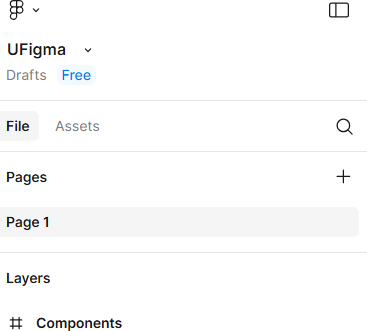 UFigma
Drafts Free
File Assets
Pages
Page 1
Layers
Components